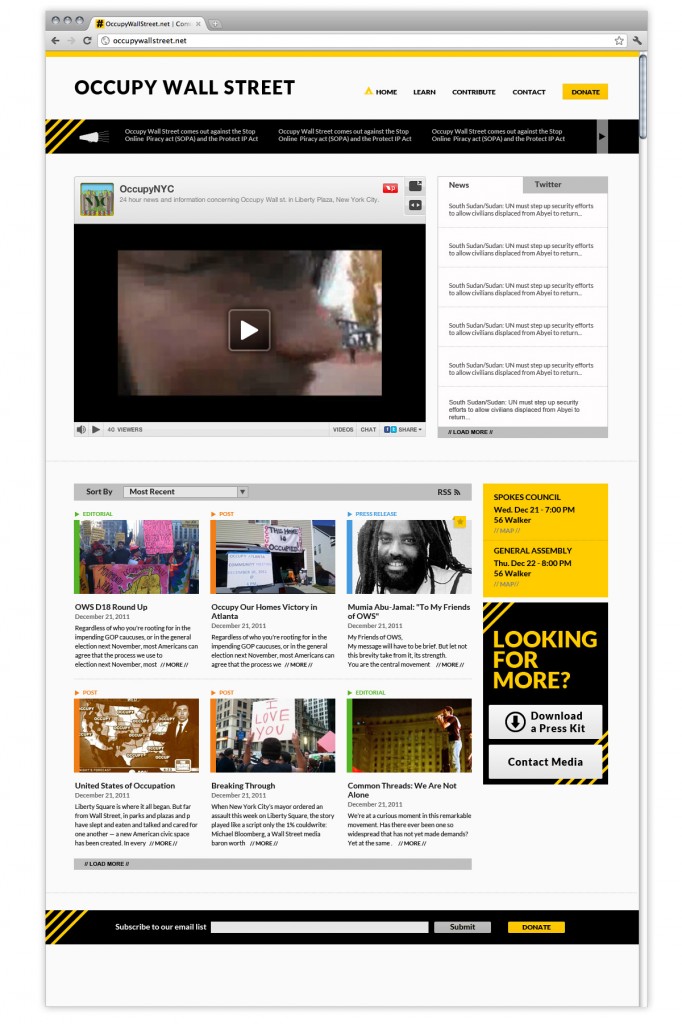 OccupyWallStreet.net | Com
occupywallstreet.net
OCCUPY WALL STREET
HOME LEARN CONTRIBUTE CONTACT DONATE
Occupy Wall Street comes out against the Stop
Online Piracy act (SOPA) and the Protect IP Act
Occupy Wall Street comes out against the Stop
Online Piracy act (SOPA) and the Protect IP Act
Occupy Wall Street comes out against the Stop
Online Piracy act (SOPA) and the Protect IP Act
NYC
OccupyNYC
24 hour news and information concerning Occupy Wall st. in Liberty Plaza, New York City.
40 VIEWERS
VIDEOS CHAT SHARE
News Twitter
South Sudan/Sudan: UN must step up security efforts
to allow civilians displaced from Abyei to return...
South Sudan/Sudan: UN must step up security efforts
to allow civilians displaced from Abyei to return...
South Sudan/Sudan: UN must step up security efforts
to allow civilians displaced from Abyei to return...
South Sudan/Sudan: UN must step up security efforts
to allow civilians displaced from Abyei to return...
South Sudan/Sudan: UN must step up security efforts
to allow civilians displaced from Abyei to return...
South Sudan/Sudan: UN must step up security
efforts to allow civilians displaced from Abyei to
return...
// LOAD MORE //
Sort By Most Recent RSS
EDITORIAL
OWS D18 Round Up
December 21, 2011
Regardless of who you're rooting for in the
impending GOP caucuses, or in the general
election next November, most Americans can
agree that the process we use to
election next November, most // MORE //
POST
THIS HOME
IS
OCCUPIED
Occupy Our Homes Victory in
Atlanta
December 21, 2011
Regardless of who you're rooting for in the
impending GOP caucuses, or in the general
election next November, most Americans can
agree that the process we // MORE //
PRESS RELEASE
Mumia Abu-Jamal: "To My Friends
of OWS"
December 21, 2011
My Friends of OWS,
My message will have to be brief. But let not
this brevity take from it, its strength.
You are the central movement // MORE //
POST
United States of Occupation
December 21, 2011
Liberty Square is where it all began. But far
from Wall Street, in parks and plazas and p
have slept and eaten and talked and cared for
one another — a new American civic space
has been created. In every // MORE //
POST
I
LOVE
YOU
Breaking Through
December 21, 2011
When New York City's mayor ordered an
assault this week on Liberty Square, the story
played like a script only the 1% couldwrite:
Michael Bloomberg, a Wall Street media
baron worth // MORE //
EDITORIAL
Common Threads: We Are Not
Alone
December 21, 2011
We're at a curious moment in this remarkable
movement. Has there ever been one so
widespread that has not yet made demands?
Yet at the same . // MORE //
// LOAD MORE //
SPOKES COUNCIL
Wed. Dec 21 - 7:00 PM
56 Walker
// MAP //
GENERAL ASSEMBLY
Thu. Dec 22 - 8:00 PM
56 Walker
// MAP//
LOOKING
FOR
MORE?
Download
a Press Kit
Contact Media
Subscribe to our email list Submit DONATE